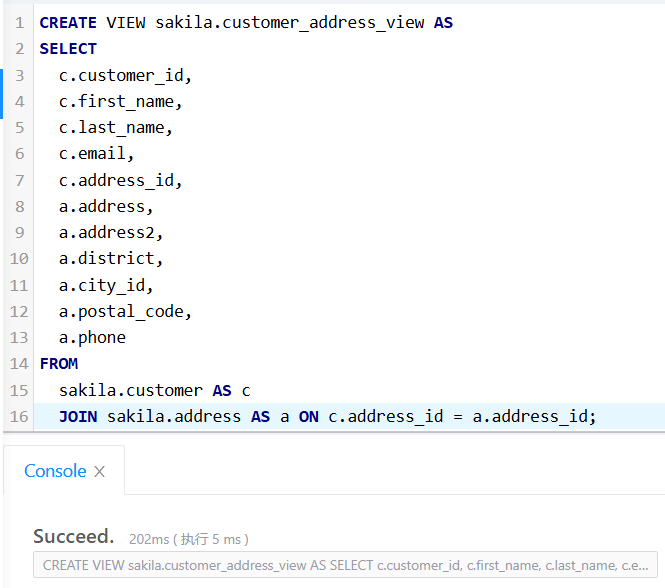 1 CREATE VIEW sakila.customer_address_view AS
2 SELECT
3 c.customer_id,
4 c.first_name,
5 c.last_name,
6 c.email,
7 c.address_id,
8 a.address,
9 a.address2,
10 a.district,
11 a.city_id,
12 a.postal_code,
13 a.phone
14 FROM
15 sakila.customer AS c
16 JOIN sakila.address AS a ON c.address_id = a.address_id;
Console ×
Succeed. 202ms ( 执行 5 ms )
CREATE VIEW sakila.customer_address_view AS SELECT c.customer_id, c.first_name, c.last_name, c.e...